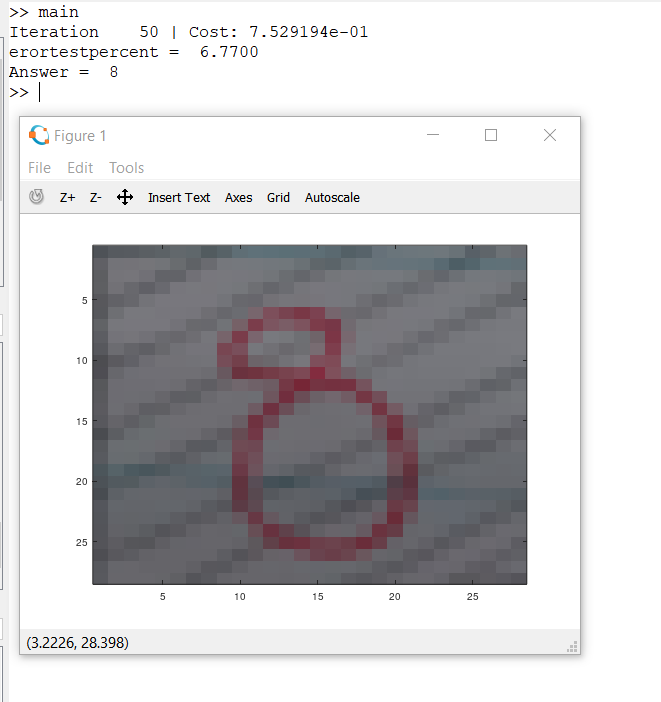 >> main
Iteration    50 | Cost: 7.529194e-01
erortestpercent =  6.7700
Answer =  8
>>
Figure 1
File Edit Tools
Z+ Z- Insert Text Axes Grid Autoscale
5
10
15
20
25
8
5 10 15 20 25
(3.2226, 28.398)